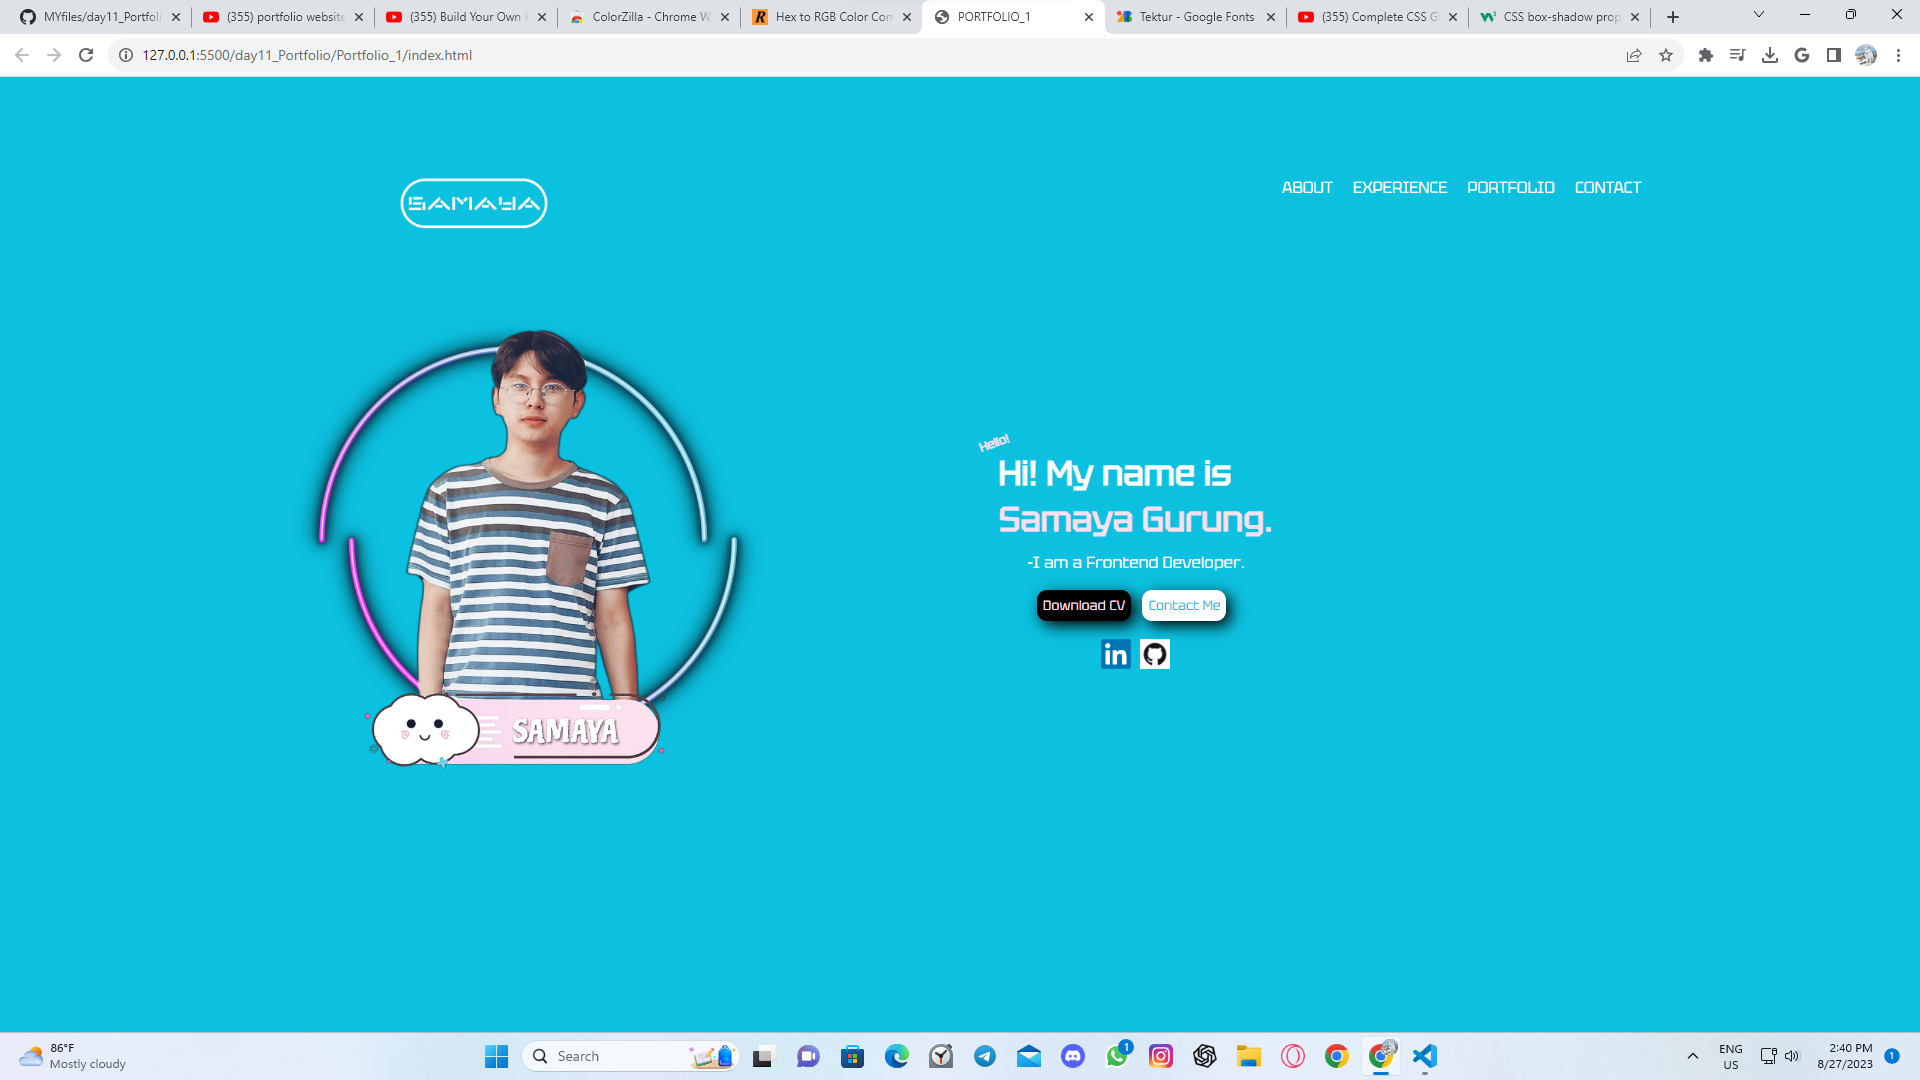 MYfiles/day11_Portfoli
(355) portfolio website
(355) Build Your Own P
ColorZilla - Chrome W
Hex to RGB Color Con
PORTFOLIO_1
Tektur - Google Fonts
(355) Complete CSS G
CSS box-shadow prop
127.0.0.1:5500/day11_Portfolio/Portfolio_1/index.html
SAMAYA
ABOUT EXPERIENCE PORTFOLIO CONTACT
Hello!
Hi! My name is
Samaya Gurung.
-I am a Frontend Developer.
Download CV Contact Me
in
SAMAYA
86°F
Mostly cloudy
Search
1
ENG
US
2:40 PM
8/27/2023
1